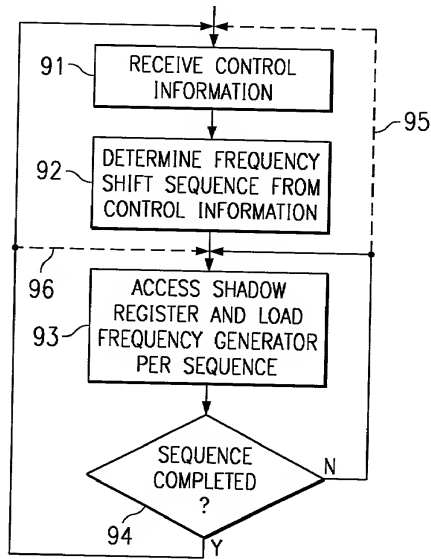 91
RECEIVE CONTROL
INFORMATION
95
92
DETERMINE FREQUENCY
SHIFT SEQUENCE FROM
CONTROL INFORMATION
96
93
ACCESS SHADOW
REGISTER AND LOAD
FREQUENCY GENERATOR
PER SEQUENCE
SEQUENCE
COMPLETED
?
N
94
Y